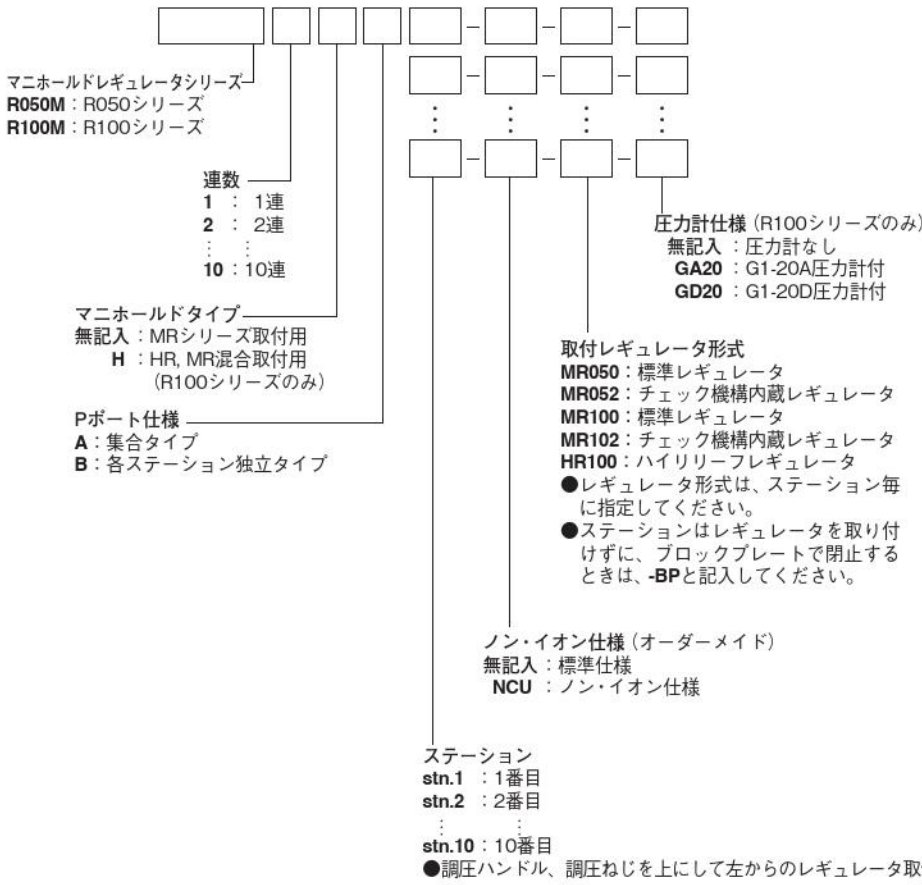 マニホールドレギュレータシリーズ
R050M：R050シリーズ
R100M：R100シリーズ
連数
1 ： 1連
2 ： 2連
⋮ ⋮
10：10連
マニホールドタイプ
無記入：MRシリーズ取付用
H ：HR, MR混合取付用
（R100シリーズのみ）
Pポート仕様
A：集合タイプ
B：各ステーション独立タイプ
圧力計仕様（R100シリーズのみ）
無記入：圧力計なし
GA20：G1-20A圧力計付
GD20：G1-20D圧力計付
取付レギュレータ形式
MR050：標準レギュレータ
MR052：チェック機構内蔵レギュレータ
MR100：標準レギュレータ
MR102：チェック機構内蔵レギュレータ
HR100：ハイリリーフレギュレータ
●レギュレータ形式は、ステーション毎
に指定してください。
●ステーションはレギュレータを取り付
けずに、ブロックプレートで閉止する
ときは、-BPと記入してください。
ノン・イオン仕様（オーダーメイド）
無記入：標準仕様
NCU ：ノン・イオン仕様
ステーション
stn.1 ：1番目
stn.2 ：2番目
⋮ ⋮
stn.10：10番目
●調圧ハンドル、調圧ねじを上にして左からのレギュレータ取